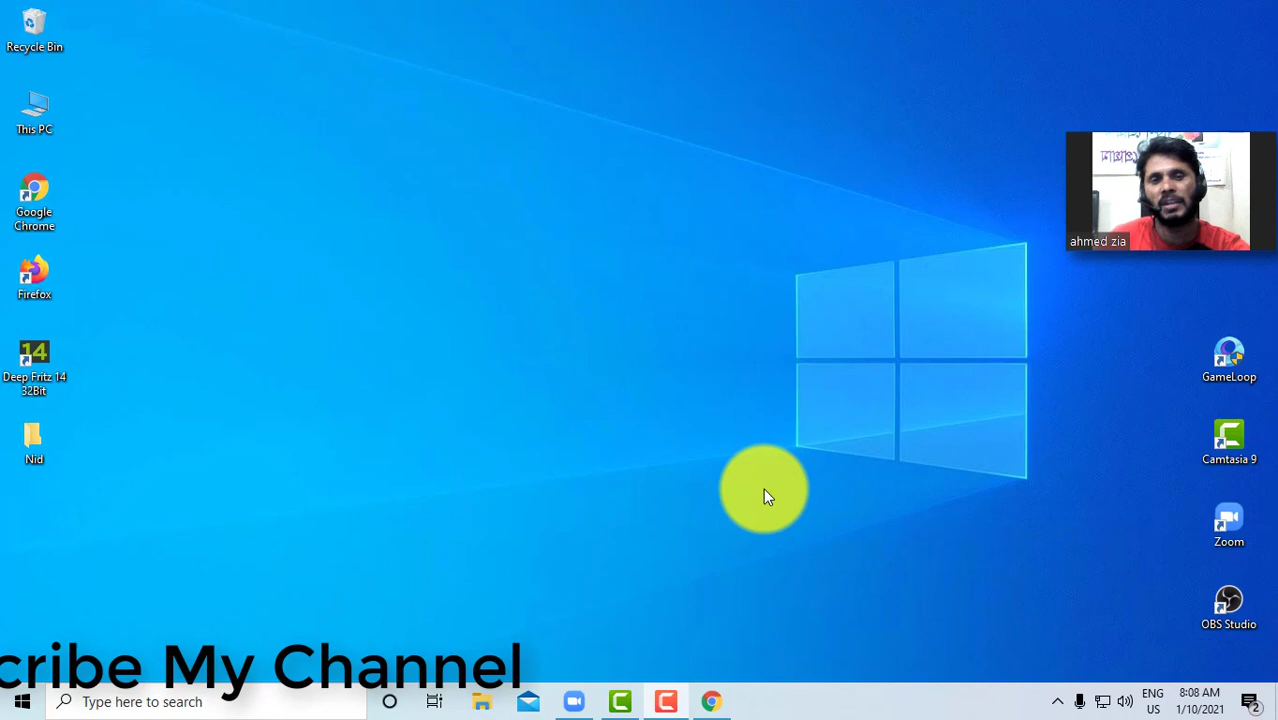 Recycle Bin
This PC
Google
Chrome
Firefox
14
Deep Fritz 14
32Bit
Nid
ahmed zia
GameLoop
Camtasia 9
Zoom
OBS Studio
cribe My Channel
Type here to search
ENG
US
8:08 AM
1/10/2021
2